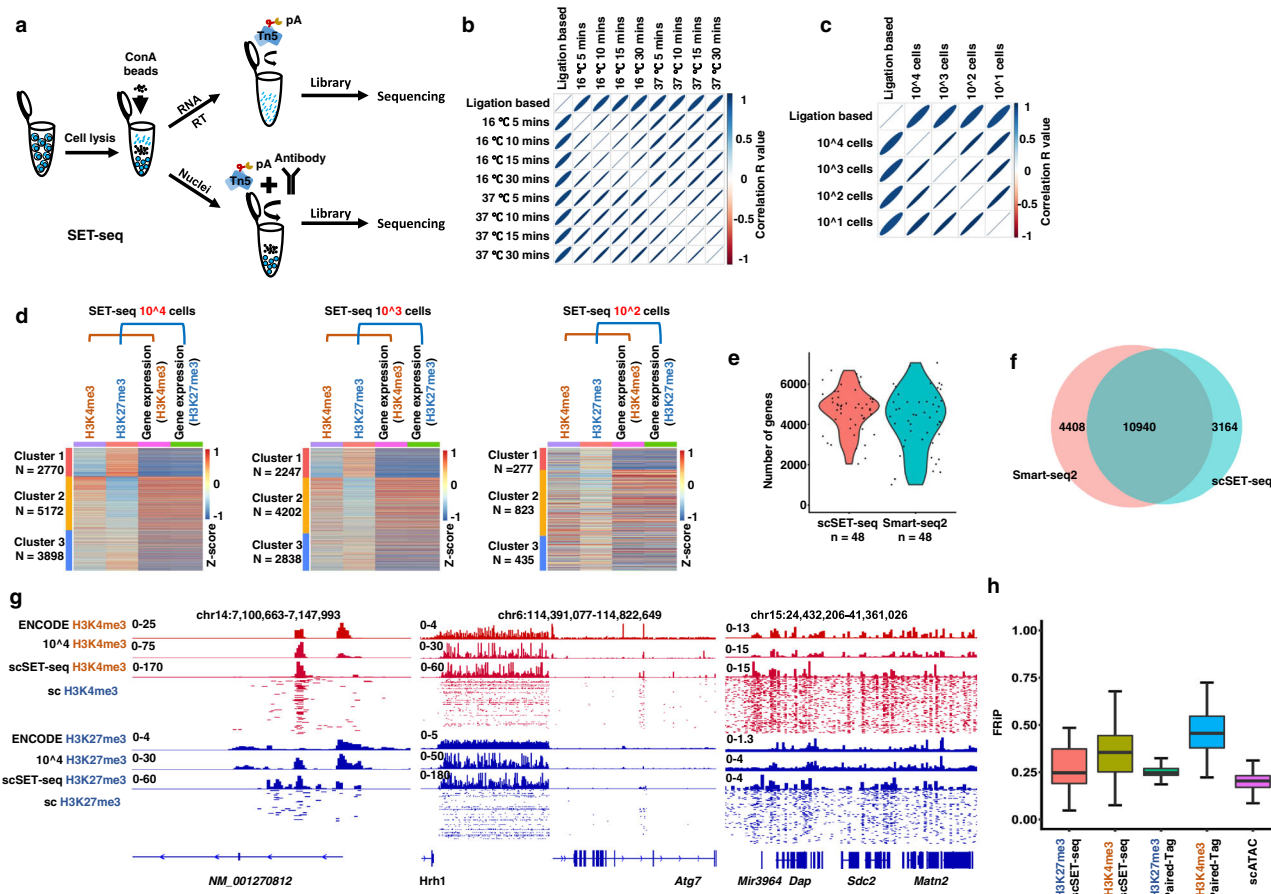 a
ConA
beads
Cell lysis
RNA
RT
Nuclei
pA
Tn5
Library
Sequencing
pA
Antibody
Tn5
Library
Sequencing
SET-seq
b
Ligation based
16 ℃ 5 mins
16 ℃ 10 mins
16 ℃ 15 mins
16 ℃ 30 mins
37 ℃ 5 mins
37 ℃ 10 mins
37 ℃ 15 mins
37 ℃ 30 mins
Ligation based
16 ℃ 5 mins
16 ℃ 10 mins
16 ℃ 15 mins
16 ℃ 30 mins
37 ℃ 5 mins
37 ℃ 10 mins
37 ℃ 15 mins
37 ℃ 30 mins
1
0.5
0
-0.5
-1
Correlation R value
c
Ligation based
10^4 cells
10^3 cells
10^2 cells
10^1 cells
Ligation based
10^4 cells
10^3 cells
10^2 cells
10^1 cells
1
0.5
0
-0.5
-1
Correlation R value
d
SET-seq 10^4 cells
H3K4me3
H3K27me3
Gene expression
(H3K4me3)
Gene expression
(H3K27me3)
Cluster 1
N = 2770
Cluster 2
N = 5172
Cluster 3
N = 3898
1
0
-1
Z-score
SET-seq 10^3 cells
H3K4me3
H3K27me3
Gene expression
(H3K4me3)
Gene expression
(H3K27me3)
Cluster 1
N = 2247
Cluster 2
N = 4202
Cluster 3
N = 2838
1
0
-1
Z-score
SET-seq 10^2 cells
H3K4me3
H3K27me3
Gene expression
(H3K4me3)
Gene expression
(H3K27me3)
Cluster 1
N = 277
Cluster 2
N = 823
Cluster 3
N = 435
1
0
-1
Z-score
e
Number of genes
6000
4000
2000
0
scSET-seq
n = 48
Smart-seq2
n = 48
f
4408
10940
3164
Smart-seq2
scSET-seq
g
chr14:7,100,663-7,147,993
chr6:114,391,077-114,822,649
chr15:24,432,206-41,361,026
ENCODE H3K4me3 0-25 0-4 0-13
10^4 H3K4me3 0-75 0-30 0-15
scSET-seq H3K4me3 0-170 0-60 0-15
sc H3K4me3
ENCODE H3K27me3 0-4 0-5 0-1.3
10^4 H3K27me3 0-30 0-50 0-4
scSET-seq H3K27me3 0-60 0-180 0-4
sc H3K27me3
NM_001270812
Hrh1
Atg7
Mir3964 Dap Sdc2 Matn2
h
FRiP
1.00
0.75
0.50
0.25
0.00
H3K27me3
scSET-seq
H3K4me3
scSET-seq
H3K27me3
Paired-Tag
H3K4me3
Paired-Tag
scATAC